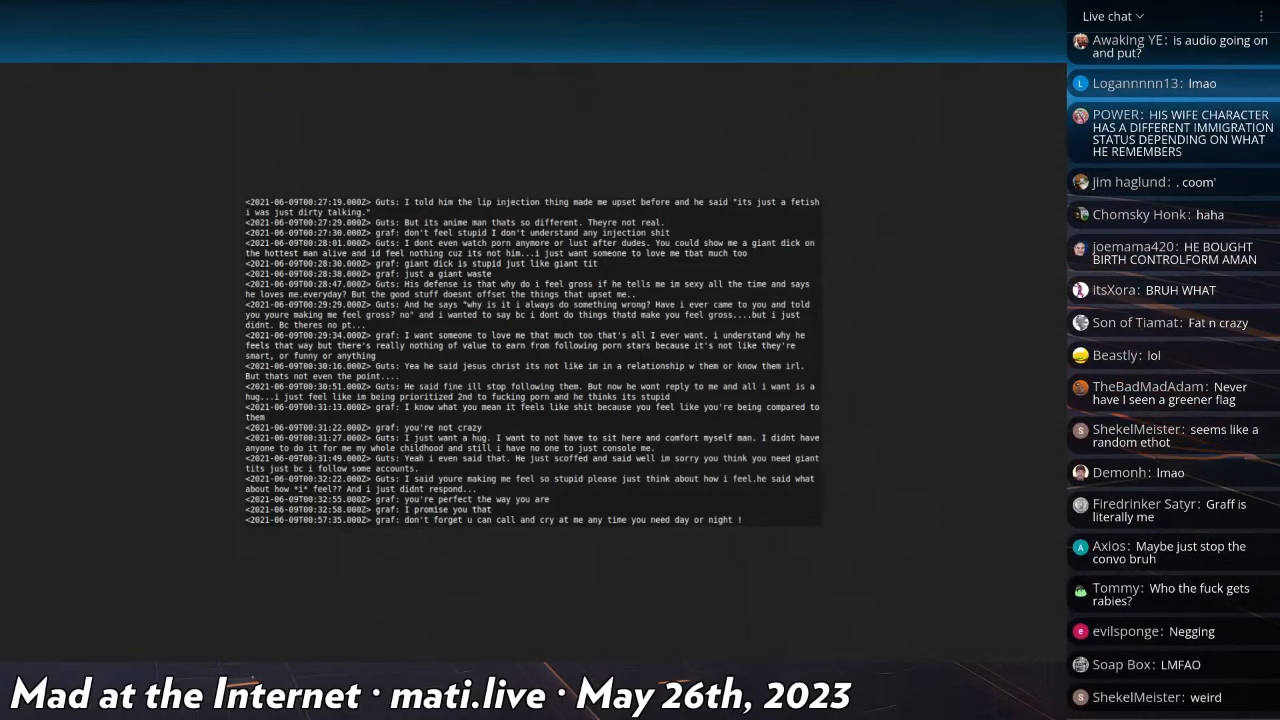 <2021-06-09T00:27:19.000Z> Guts: I told him the lip injection thing made me upset before and he said "its just a fetish
i was just dirty talking."
<2021-06-09T00:27:29.000Z> Guts: But its anime man thats so different. Theyre not real.
<2021-06-09T00:27:30.000Z> graf: don't feel stupid I don't understand any injection shit
<2021-06-09T00:28:01.000Z> Guts: I dont even watch porn anymore or lust after dudes. You could show me a giant dick on
the hottest man alive and id feel nothing cuz its not him...i just want someone to love me tbat much too
<2021-06-09T00:28:30.000Z> graf: giant dick is stupid just like giant tit
<2021-06-09T00:28:38.000Z> graf: just a giant waste
<2021-06-09T00:28:47.000Z> Guts: His defense is that why do i feel gross if he tells me im sexy all the time and says
he loves me.everyday? But the good stuff doesnt offset the things that upset me..
<2021-06-09T00:29:29.000Z> Guts: And he says "why is it i always do something wrong? Have i ever came to you and told
you youre making me feel gross? no" and i wanted to say bc i dont do things thatd make you feel gross....but i just
didnt. Bc theres no pt...
<2021-06-09T00:29:34.000Z> graf: I want someone to love me that much too that's all I ever want. i understand why he
feels that way but there's really nothing of value to earn from following porn stars because it's not like they're
smart, or funny or anything
<2021-06-09T00:30:16.000Z> Guts: Yea he said jesus christ its not like im in a relationship w them or know them irl.
But thats not even the point....
<2021-06-09T00:30:51.000Z> Guts: He said fine ill stop following them. But now he wont reply to me and all i want is a
hug...i just feel like im being prioritized 2nd to fucking porn and he thinks its stupid
<2021-06-09T00:31:13.000Z> graf: I know what you mean it feels like shit because you feel like you're being compared to
them
<2021-06-09T00:31:22.000Z> graf: you're not crazy
<2021-06-09T00:31:27.000Z> Guts: I just want a hug. I want to not have to sit here and comfort myself man. I didnt have
anyone to do it for me my whole childhood and still i have no one to just console me.
<2021-06-09T00:31:49.000Z> Guts: Yeah i even said that. He just scoffed and said well im sorry you think you need giant
tits just bc i follow some accounts.
<2021-06-09T00:32:22.000Z> Guts: I said youre making me feel so stupid please just think about how i feel.he said what
about how *i* feel?? And i just didnt respond...
<2021-06-09T00:32:55.000Z> graf: you're perfect the way you are
<2021-06-09T00:32:58.000Z> graf: I promise you that
<2021-06-09T00:57:35.000Z> graf: don't forget u can call and cry at me any time you need day or night !
Live chat
Awaking YE: is audio going on
and put?
L
Logannnnn13: lmao
POWER: HIS WIFE CHARACTER
HAS A DIFFERENT IMMIGRATION
STATUS DEPENDING ON WHAT
HE REMEMBERS
Jim haglund: . coom'
Chomsky Honk: haha
joemama420: HE BOUGHT
BIRTH CONTROLFORM AMAN
itsXora: BRUH WHAT
Son of Tiamat: Fat n crazy
Beastly: lol
TheBadMadAdam: Never
have I seen a greener flag
S
ShekelMeister: seems like a
random ethot
Demonh: lmao
Firedrinker Satyr: Graff is
literally me
A
Axios: Maybe just stop the
convo bruh
Tommy: Who the fuck gets
rabies?
e
evilsponge: Negging
Soap Box: LMFAO
S
ShekelMeister: weird
Mad at the Internet · mati.live · May 26th, 2023